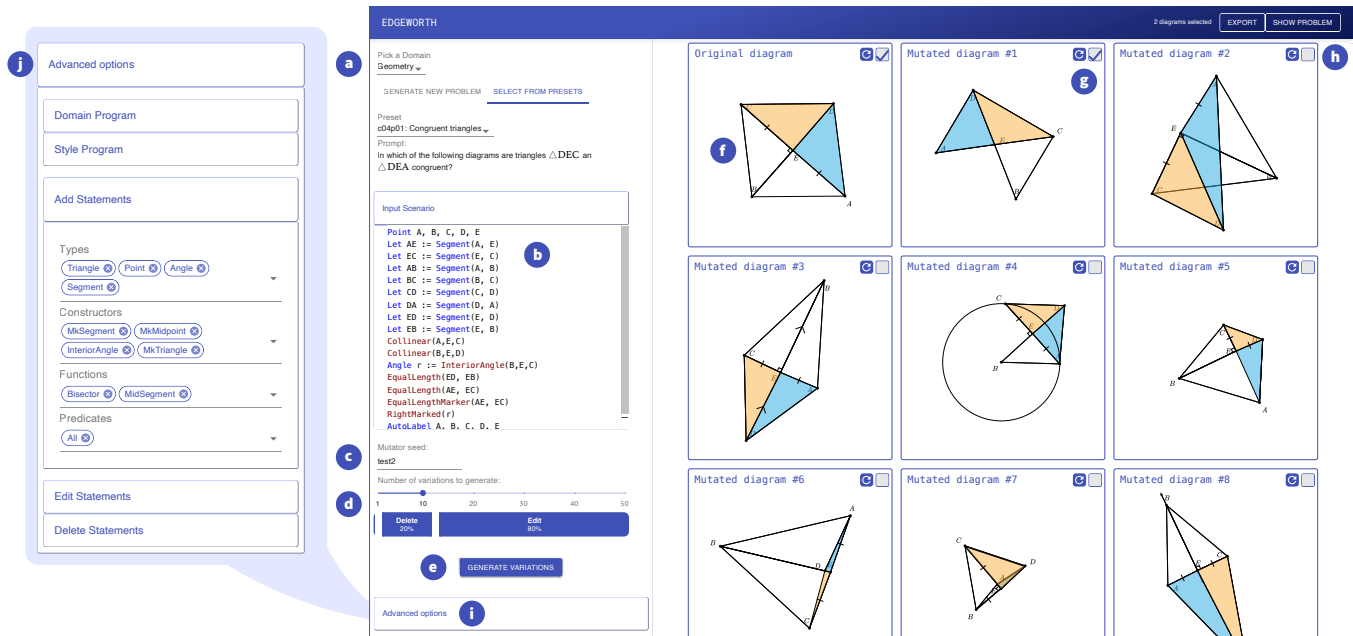 j
Advanced options
Domain Program
Style Program
Add Statements
Types
Triangle
Point
Angle
Segment
Constructors
MkSegment
MkMidpoint
InteriorAngle
MkTriangle
Functions
Bisector
MidSegment
Predicates
All
Edit Statements
Delete Statements
EDGEWORTH
2 diagrams selected
EXPORT
SHOW PROBLEM
a
Pick a Domain
Geometry
GENERATE NEW PROBLEM
SELECT FROM PRESETS
Preset
c04p01: Congruent triangles
Prompt:
In which of the following diagrams are triangles △DEC an
△DEA congruent?
Input Scenario
b
Point A, B, C, D, E
Let AE := Segment(A, E)
Let EC := Segment(E, C)
Let AB := Segment(A, B)
Let BC := Segment(B, C)
Let CD := Segment(C, D)
Let DA := Segment(D, A)
Let ED := Segment(E, D)
Let EB := Segment(E, B)
Collinear(A,E,C)
Collinear(B,E,D)
Angle r := InteriorAngle(B,E,C)
EqualLength(ED, EB)
EqualLength(AE, EC)
EqualLengthMarker(AE, EC)
RightMarked(r)
AutoLabel A, B, C, D, E
c
Mutator seed:
test2
Number of variations to generate:
d
1 10 20 30 40 50
Delete
20%
Edit
80%
e
GENERATE VARIATIONS
Advanced options
i
Original diagram
f
E
B
A
Mutated diagram #1
g
D
E
C
A
B
Mutated diagram #2
h
E
C
Mutated diagram #3
B
C
E
Mutated diagram #4
C
E
B
Mutated diagram #5
C
E
B
A
Mutated diagram #6
A
B
D
C
Mutated diagram #7
C
D
A
B
Mutated diagram #8
B
C
E
A